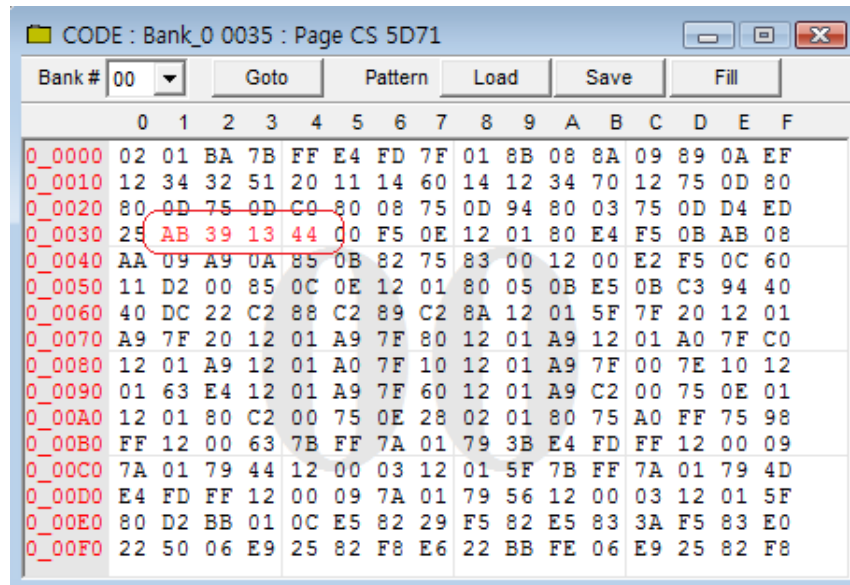 CODE : Bank_0 0035 : Page CS 5D71
Bank # 00 Goto Pattern Load Save Fill
0 1 2 3 4 5 6 7 8 9 A B C D E F
0_0000 02 01 BA 7B FF E4 FD 7F 01 8B 08 8A 09 89 0A EF
0_0010 12 34 32 51 20 11 14 60 14 12 34 70 12 75 0D 80
0_0020 80 0D 75 0D C0 80 08 75 0D 94 80 03 75 0D D4 ED
0_0030 25 AB 39 13 44 00 F5 0E 12 01 80 E4 F5 0B AB 08
0_0040 AA 09 A9 0A 85 0B 82 75 83 00 12 00 E2 F5 0C 60
0_0050 11 D2 00 85 0C 0E 12 01 80 05 0B E5 0B C3 94 40
0_0060 40 DC 22 C2 88 C2 89 C2 8A 12 01 5F 7F 20 12 01
0_0070 A9 7F 20 12 01 A9 7F 80 12 01 A9 12 01 A0 7F C0
0_0080 12 01 A9 12 01 A0 7F 10 12 01 A9 7F 00 7E 10 12
0_0090 01 63 E4 12 01 A9 7F 60 12 01 A9 C2 00 75 0E 01
0_00A0 12 01 80 C2 00 75 0E 28 02 01 80 75 A0 FF 75 98
0_00B0 FF 12 00 63 7B FF 7A 01 79 3B E4 FD FF 12 00 09
0_00C0 7A 01 79 44 12 00 03 12 01 5F 7B FF 7A 01 79 4D
0_00D0 E4 FD FF 12 00 09 7A 01 79 56 12 00 03 12 01 5F
0_00E0 80 D2 BB 01 0C E5 82 29 F5 82 E5 83 3A F5 83 E0
0_00F0 22 50 06 E9 25 82 F8 E6 22 BB FE 06 E9 25 82 F8
00